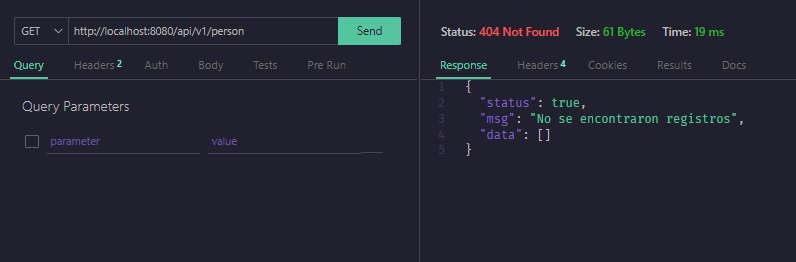 GET http://localhost:8080/api/v1/person Send
Query Headers 2 Auth Body Tests Pre Run
Query Parameters
parameter value
Status: 404 Not Found Size: 61 Bytes Time: 19 ms
Response Headers 4 Cookies Results Docs
1 {
2 "status": true,
3 "msg": "No se encontraron registros",
4 "data": []
5 }